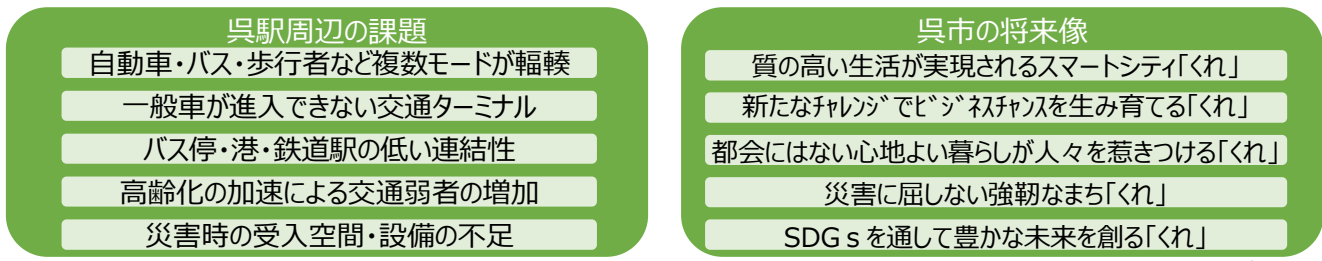 呉駅周辺の課題
自動車・バス・歩行者など複数モードが輻輳
一般車が進入できない交通ターミナル
バス停・港・鉄道駅の低い連結性
高齢化の加速による交通弱者の増加
災害時の受入空間・設備の不足
呉市の将来像
質の高い生活が実現されるスマートシティ「くれ」
新たなﾁｬﾚﾝｼﾞでﾋﾞｼﾞﾈｽﾁｬﾝｽを生み育てる「くれ」
都会にはない心地よい暮らしが人々を惹きつける「くれ」
災害に屈しない強靭なまち「くれ」
SDGｓを通して豊かな未来を創る「くれ」